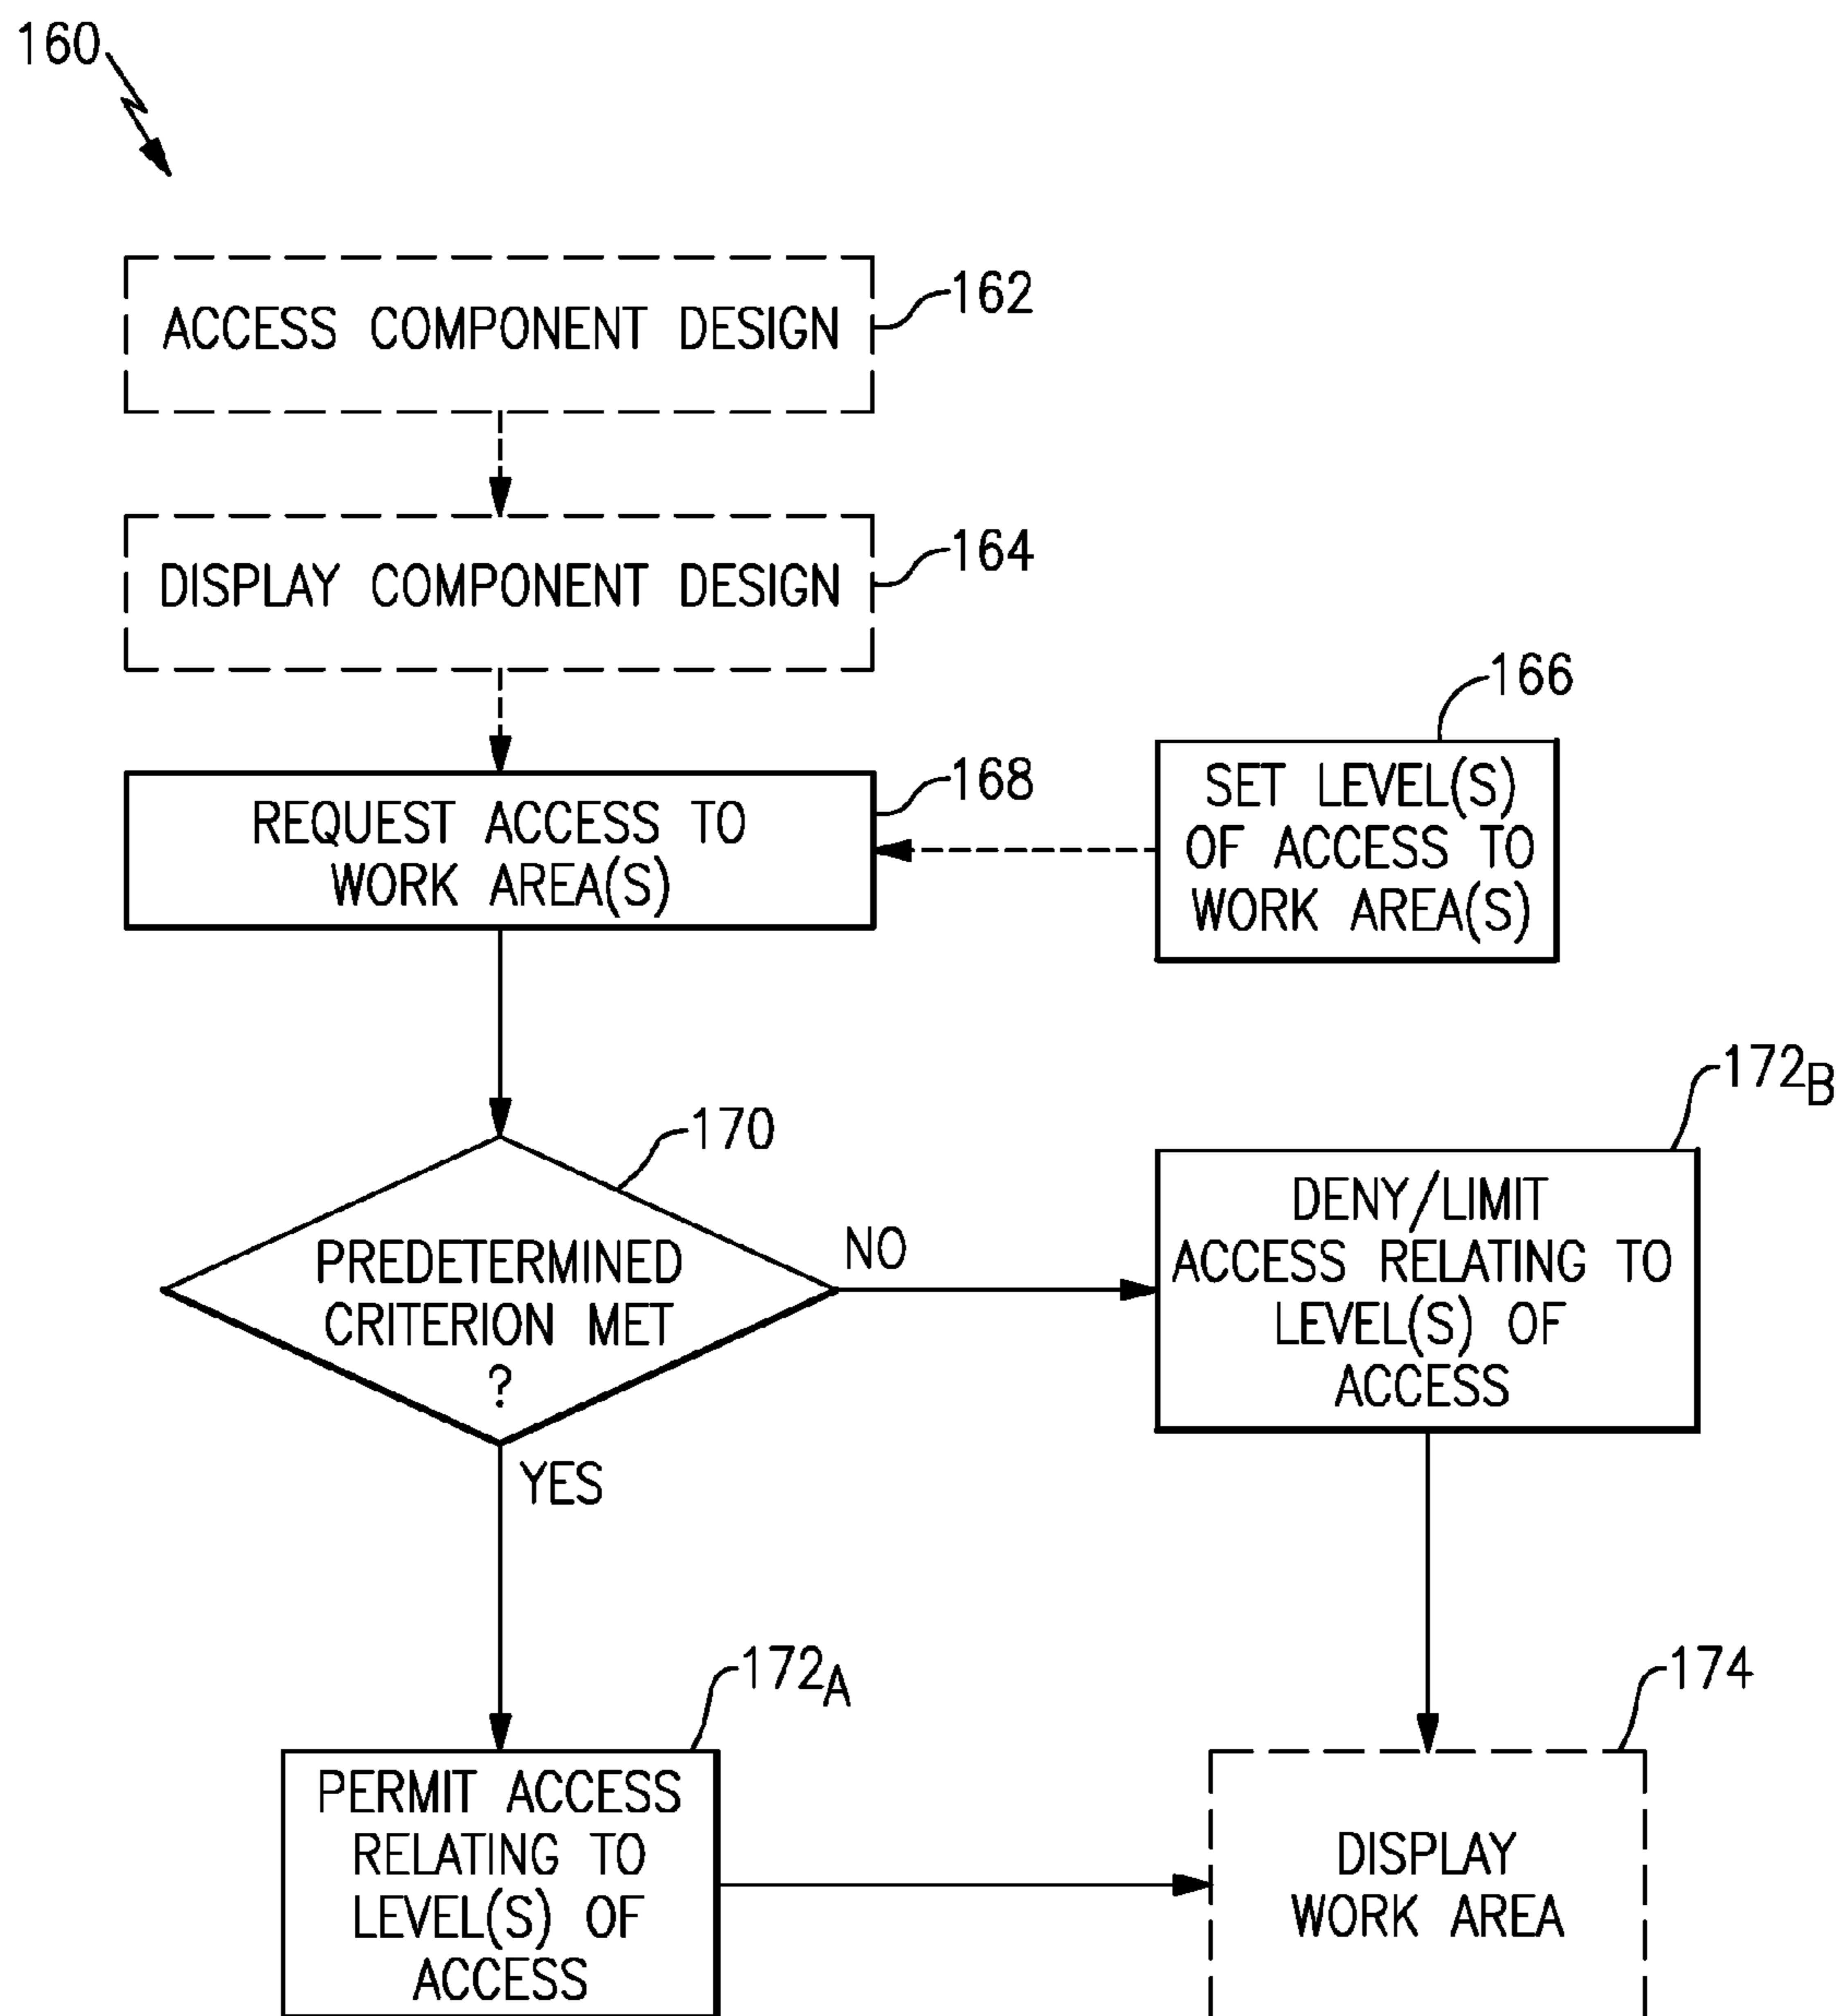 160
ACCESS COMPONENT DESIGN
162
DISPLAY COMPONENT DESIGN
164
166
SET LEVEL(S)
OF ACCESS TO
WORK AREA(S)
168
REQUEST ACCESS TO
WORK AREA(S)
170
PREDETERMINED
CRITERION MET
?
NO
YES
172B
DENY/LIMIT
ACCESS RELATING TO
LEVEL(S) OF
ACCESS
172A
PERMIT ACCESS
RELATING TO
LEVEL(S) OF
ACCESS
174
DISPLAY
WORK AREA